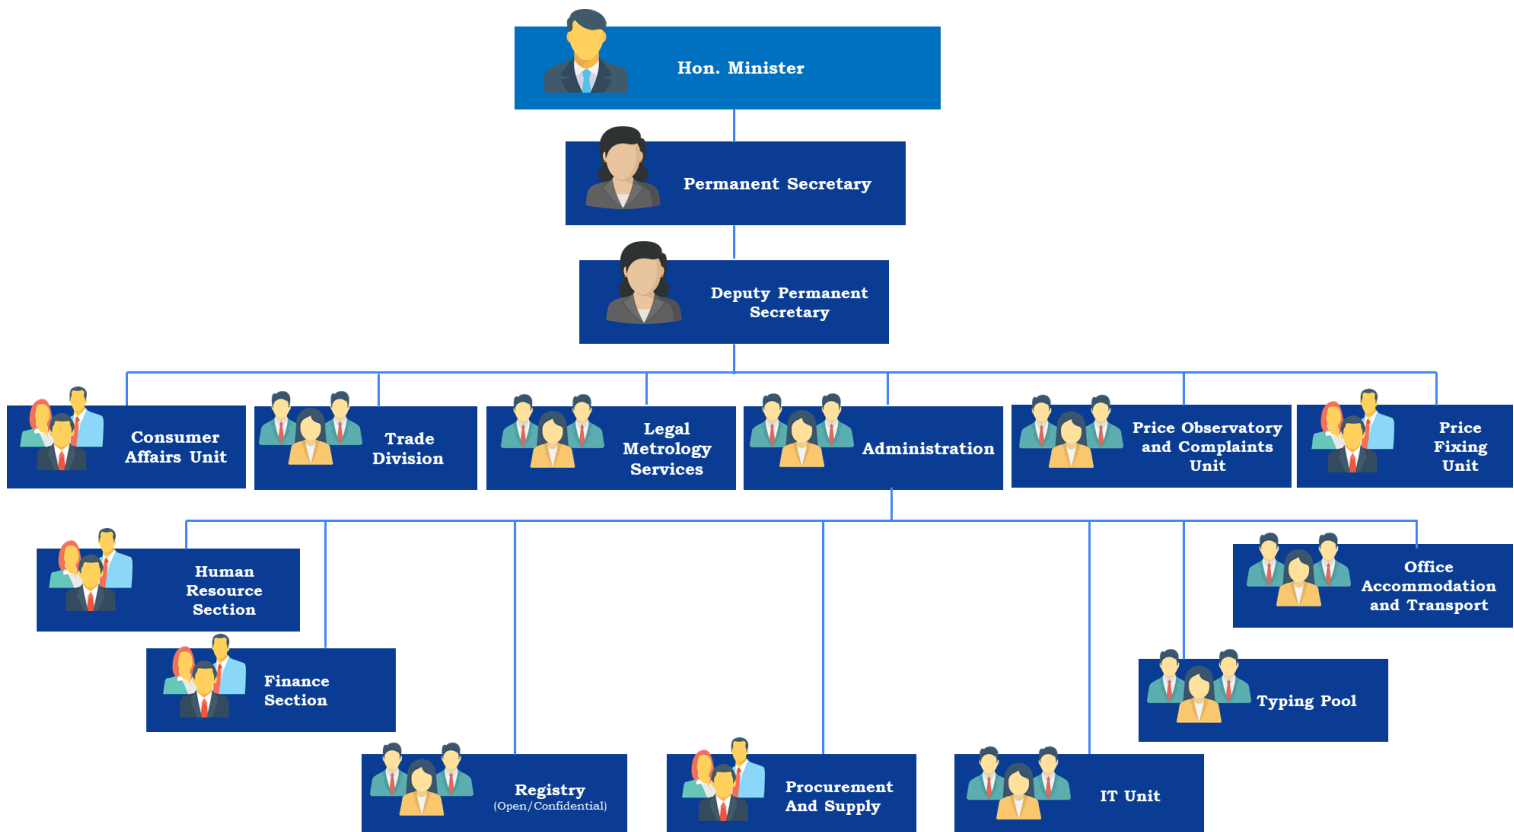 Hon. Minister
Permanent Secretary
Deputy Permanent
Secretary
Consumer
Affairs Unit
Trade
Division
Legal
Metrology
Services
Administration
Price Observatory
and Complaints
Unit
Price
Fixing
Unit
Human
Resource
Section
Office
Accommodation
and Transport
Finance
Section
Typing Pool
Registry
(Open/Confidential)
Procurement
And Supply
IT Unit